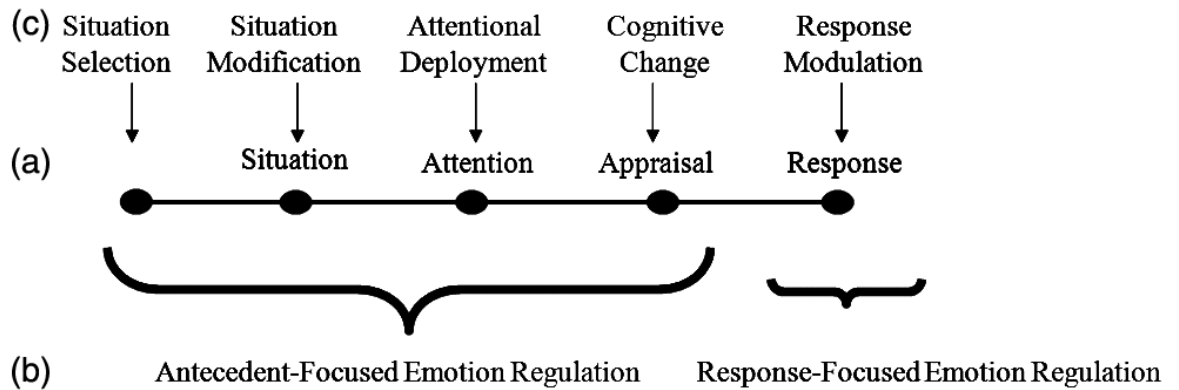 (c) Situation Situation Attentional Cognitive Response
Selection Modification Deployment Change Modulation
(a) Situation Attention Appraisal Response
(b) Antecedent-Focused Emotion Regulation Response-Focused Emotion Regulation